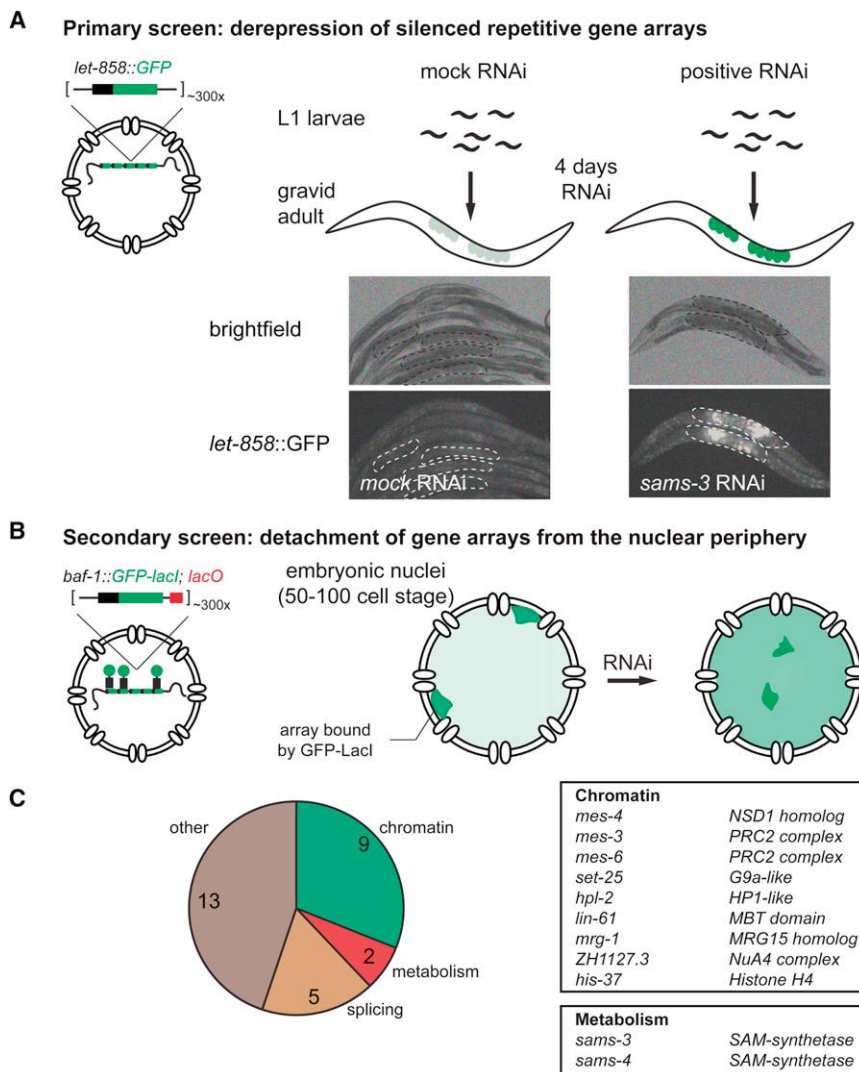 A
Primary screen: derepression of silenced repetitive gene arrays
let-858::GFP
[ ]~300x
mock RNAi
positive RNAi
L1 larvae
4 days
RNAi
gravid
adult
brightfield
let-858::GFP
mock RNAi
sams-3 RNAi
B
Secondary screen: detachment of gene arrays from the nuclear periphery
baf-1::GFP-lacI; lacO
[ ]~300x
embryonic nuclei
(50-100 cell stage)
RNAi
array bound
by GFP-LacI
C
other
chromatin
9
13
2
metabolism
5
splicing
Chromatin
mes-4 NSD1 homolog
mes-3 PRC2 complex
mes-6 PRC2 complex
set-25 G9a-like
hpl-2 HP1-like
lin-61 MBT domain
mrg-1 MRG15 homolog
ZH1127.3 NuA4 complex
his-37 Histone H4
Metabolism
sams-3 SAM-synthetase
sams-4 SAM-synthetase